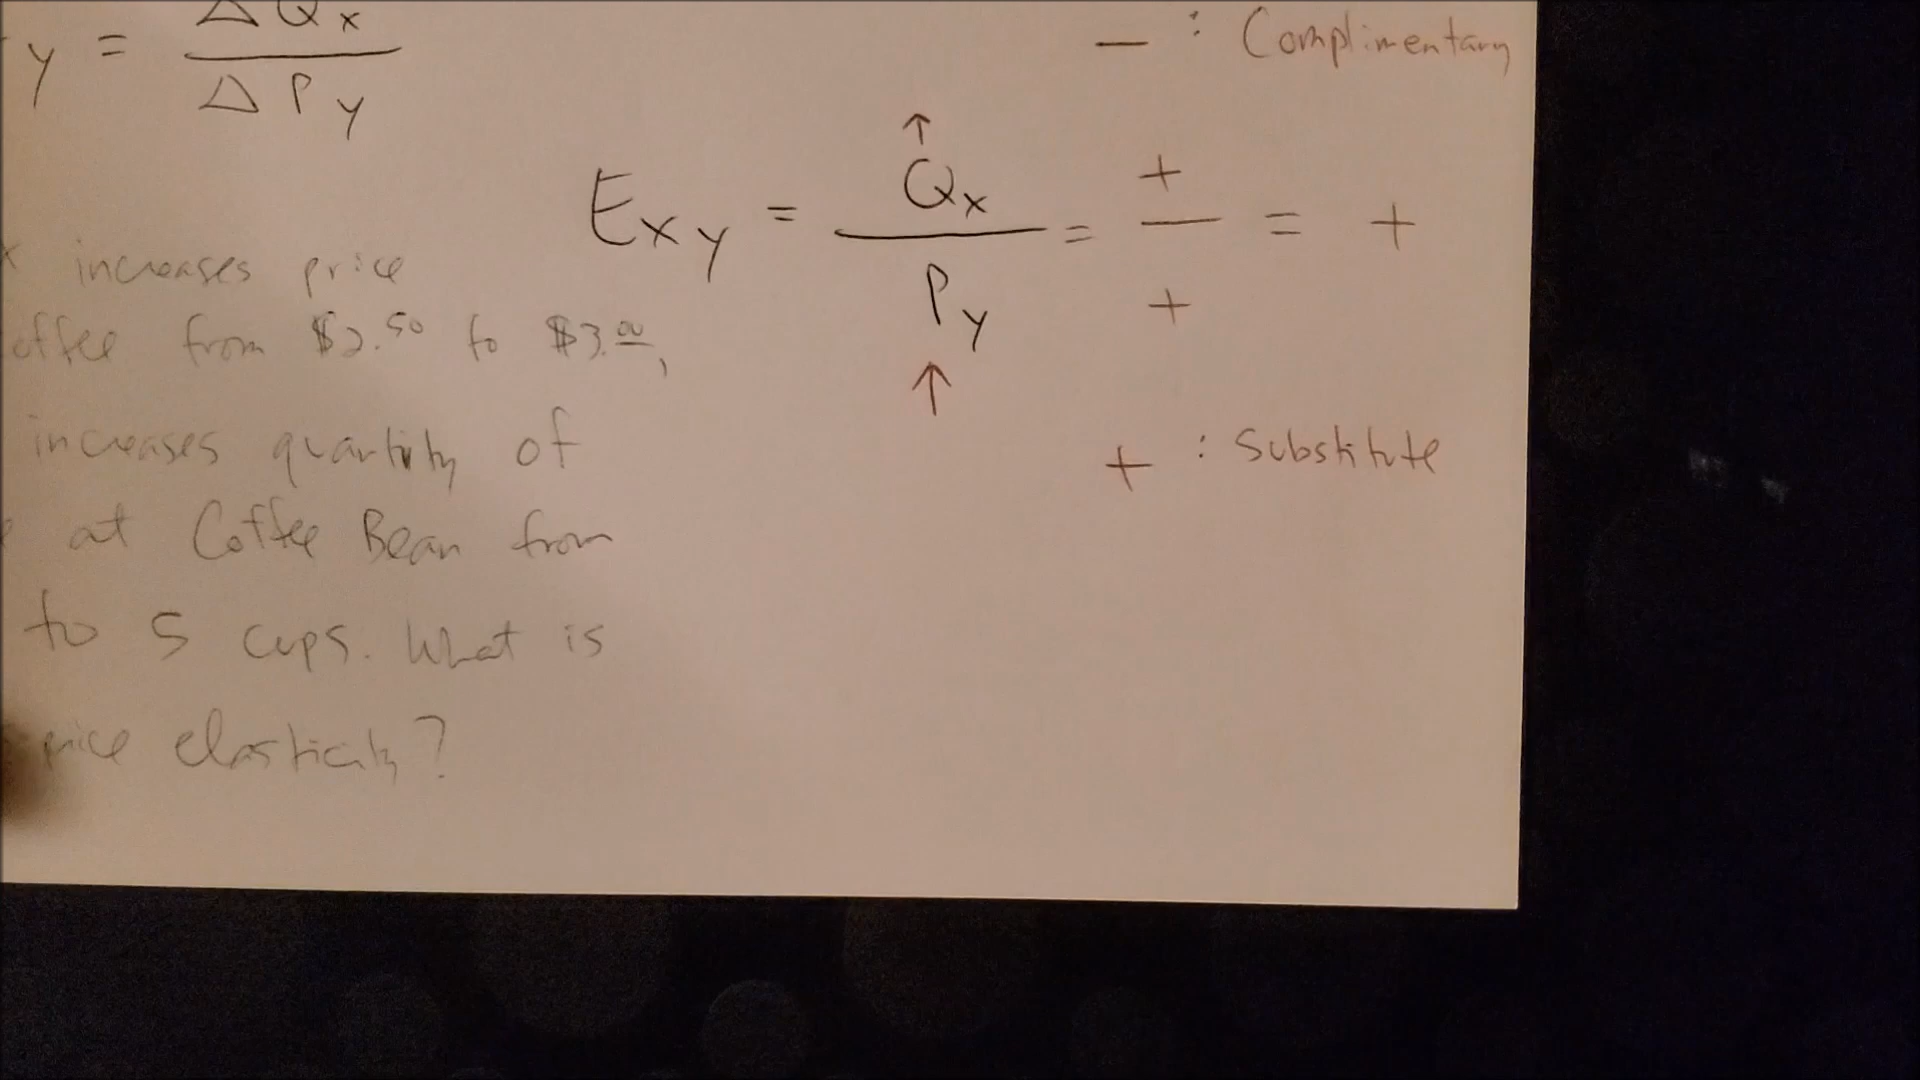 y = ΔQx / ΔPy
- : Complimentary
Exy = ↑Qx / Py↑ = + / + = +
increases price
offee from $2.50 to $3.00,
increases quantity of
at Coffee Bean from
to 5 cups. What is
price elasticity?
+ : Substitute